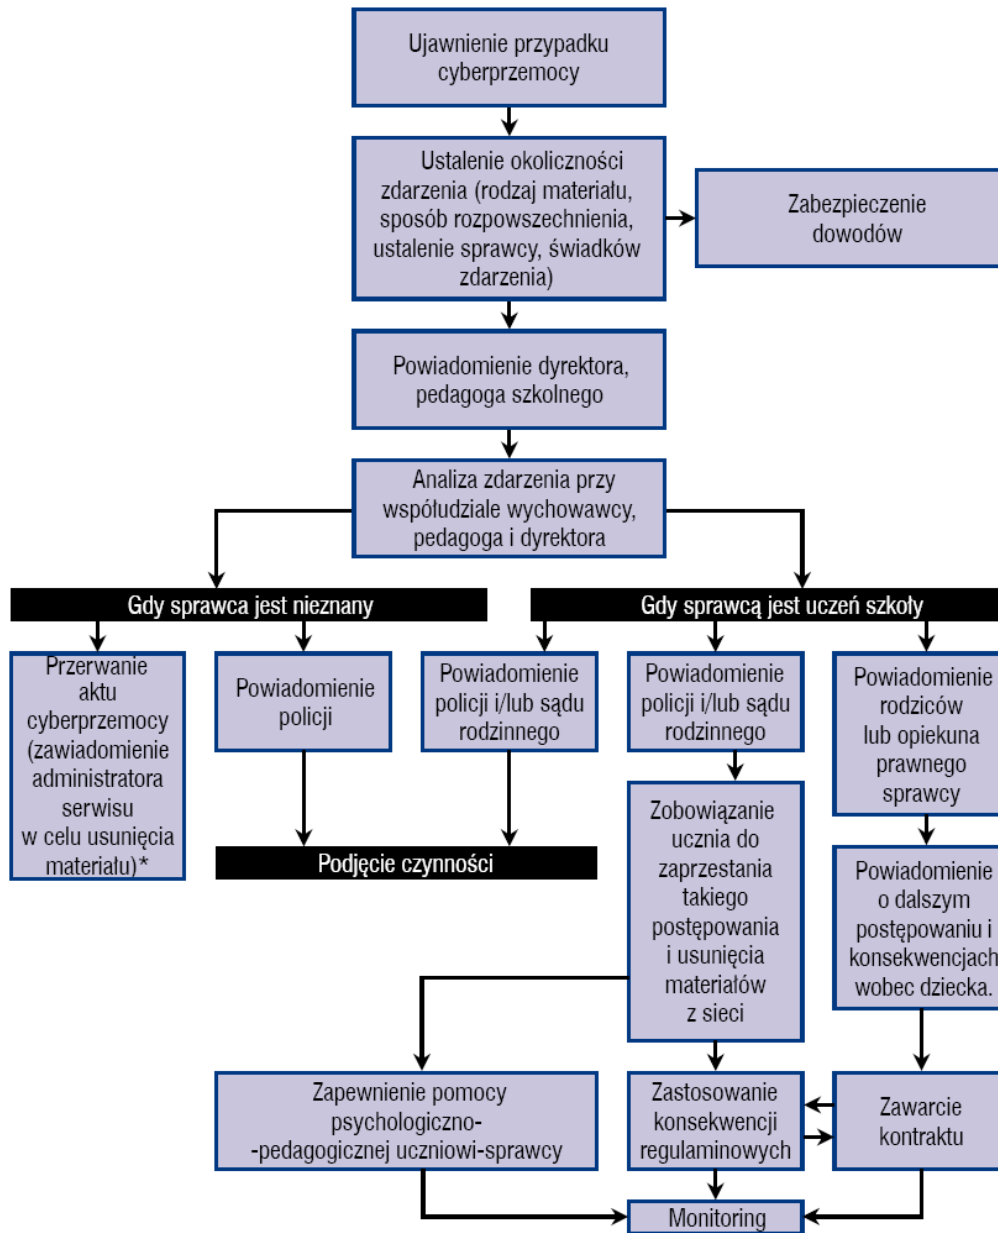 Ujawnienie przypadku
cyberprzemocy
Ustalenie okoliczności
zdarzenia (rodzaj materiału,
sposób rozpowszechnienia,
ustalenie sprawcy, świadków
zdarzenia)
Zabezpieczenie
dowodów
Powiadomienie dyrektora,
pedagoga szkolnego
Analiza zdarzenia przy
współudziale wychowawcy,
pedagoga i dyrektora
Gdy sprawca jest nieznany
Gdy sprawcą jest uczeń szkoły
Przerwanie
aktu
cyberprzemocy
(zawiadomienie
administratora
serwisu
w celu usunięcia
materiału)*
Powiadomienie
policji
Powiadomienie
policji i/lub sądu
rodzinnego
Powiadomienie
policji i/lub sądu
rodzinnego
Powiadomienie
rodziców
lub opiekuna
prawnego
sprawcy
Podjęcie czynności
Zobowiązanie
ucznia do
zaprzestania
takiego
postępowania
i usunięcia
materiałów
z sieci
Powiadomienie
o dalszym
postępowaniu i
konsekwencjach
wobec dziecka.
Zapewnienie pomocy
psychologiczno-
-pedagogicznej uczniowi-sprawcy
Zastosowanie
konsekwencji
regulaminowych
Zawarcie
kontraktu
Monitoring